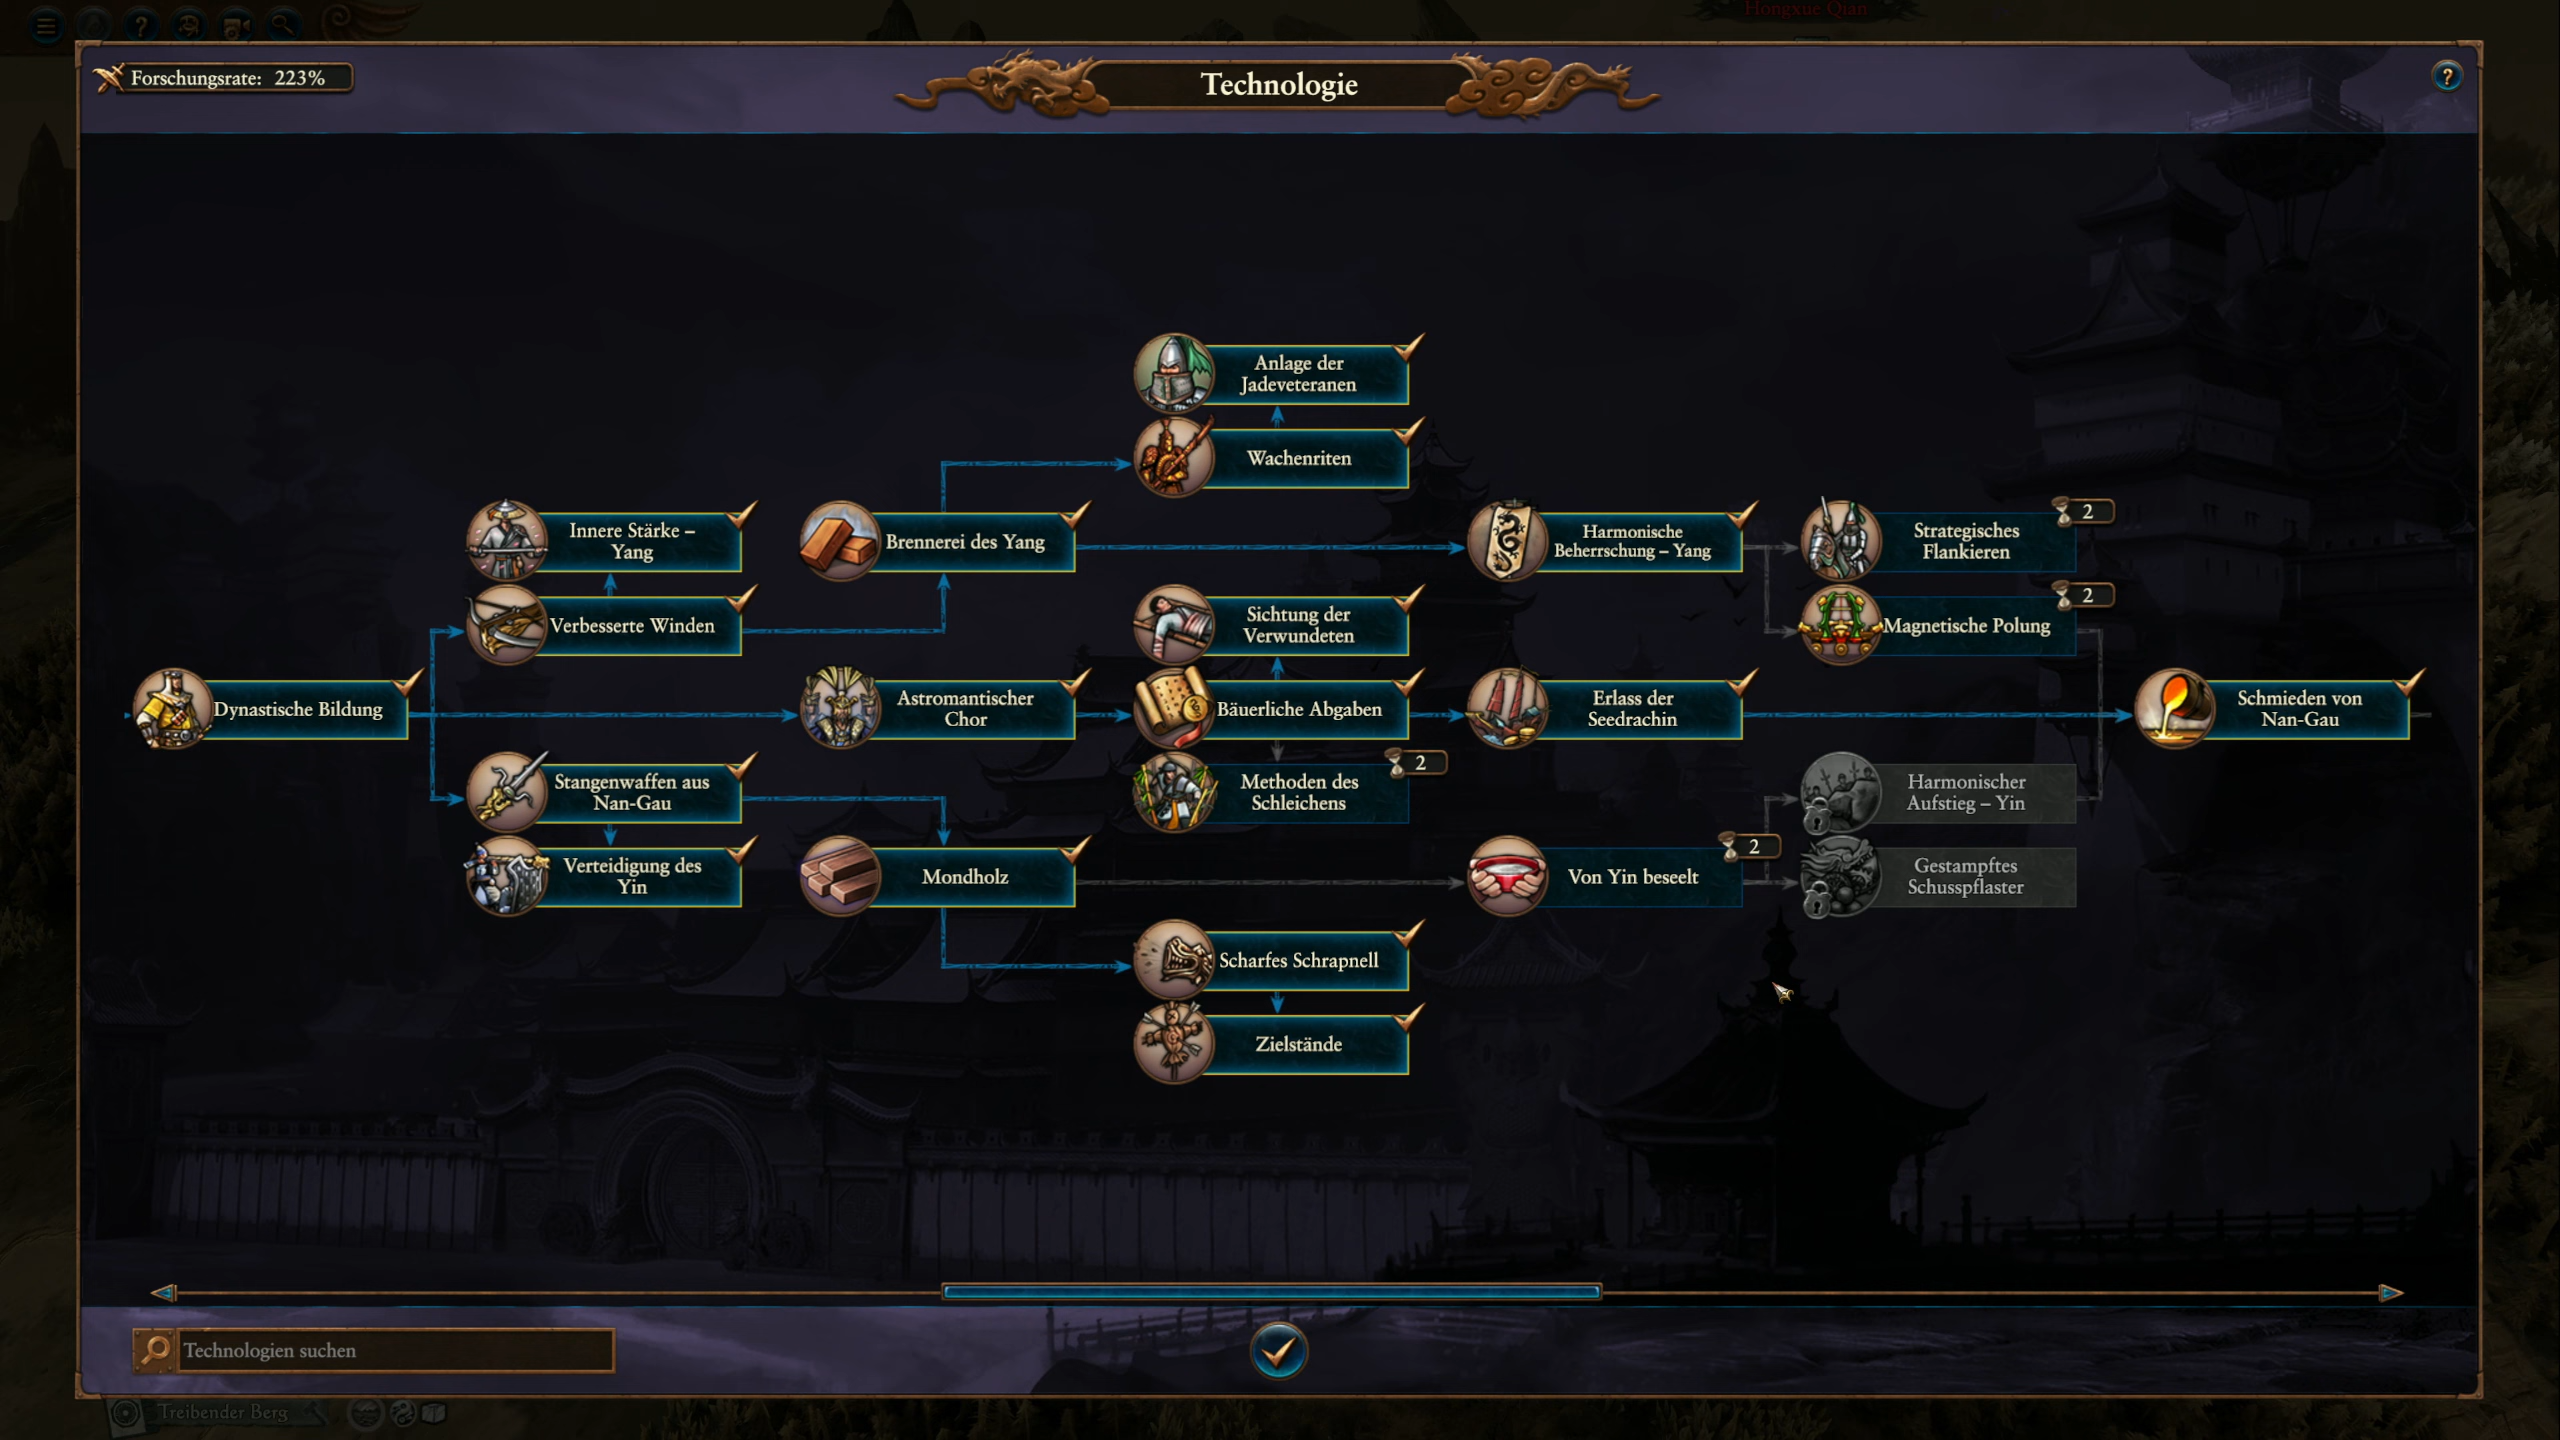 Hongxue Qian
Forschungsrate: 223%
Technologie
?
?
Anlage der
Jadeveteranen
Wachenriten
Innere Stärke –
Yang
Brennerei des Yang
Harmonische
Beherrschung – Yang
Strategisches
Flankieren
2
Verbesserte Winden
Sichtung der
Verwundeten
Magnetische Polung
2
Dynastische Bildung
Astromantischer
Chor
Bäuerliche Abgaben
Erlass der
Seedrachin
Schmieden von
Nan-Gau
Stangenwaffen aus
Nan-Gau
Methoden des
Schleichens
2
Harmonischer
Aufstieg – Yin
Verteidigung des
Yin
Mondholz
Von Yin beseelt
2
Gestampftes
Schusspflaster
Scharfes Schrapnell
Zielstände
Technologien suchen
Treibender Berg